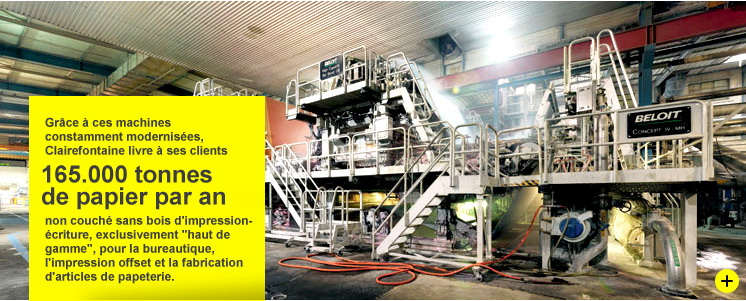 Grâce à ces machines
constamment modernisées,
Clairefontaine livre à ses clients
165.000 tonnes
de papier par an
non couché sans bois d'impression-
écriture, exclusivement "haut de
gamme", pour la bureautique,
l'impression offset et la fabrication
d'articles de papeterie.
BELOIT
BELOIT
CONCEPT IV-MH
+